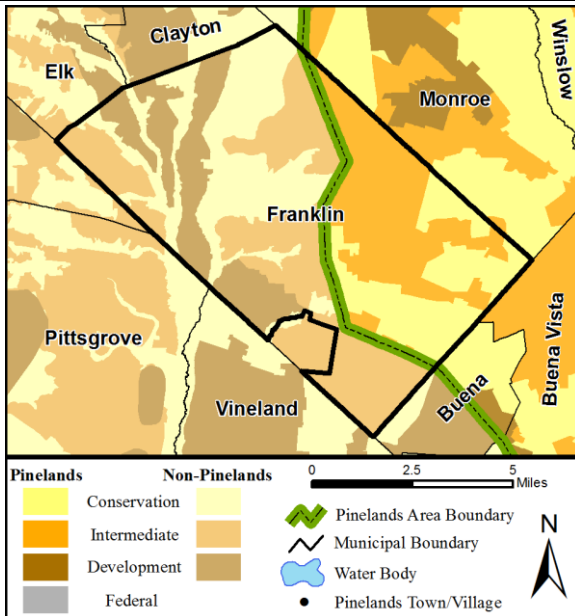 Clayton
Elk
Winslow
Monroe
Franklin
Pittsgrove
Vineland
Buena
Buena Vista
Pinelands Non-Pinelands
Conservation
Intermediate
Development
Federal
0 2.5 5
Miles
Pinelands Area Boundary
Municipal Boundary
Water Body
Pinelands Town/Village
N